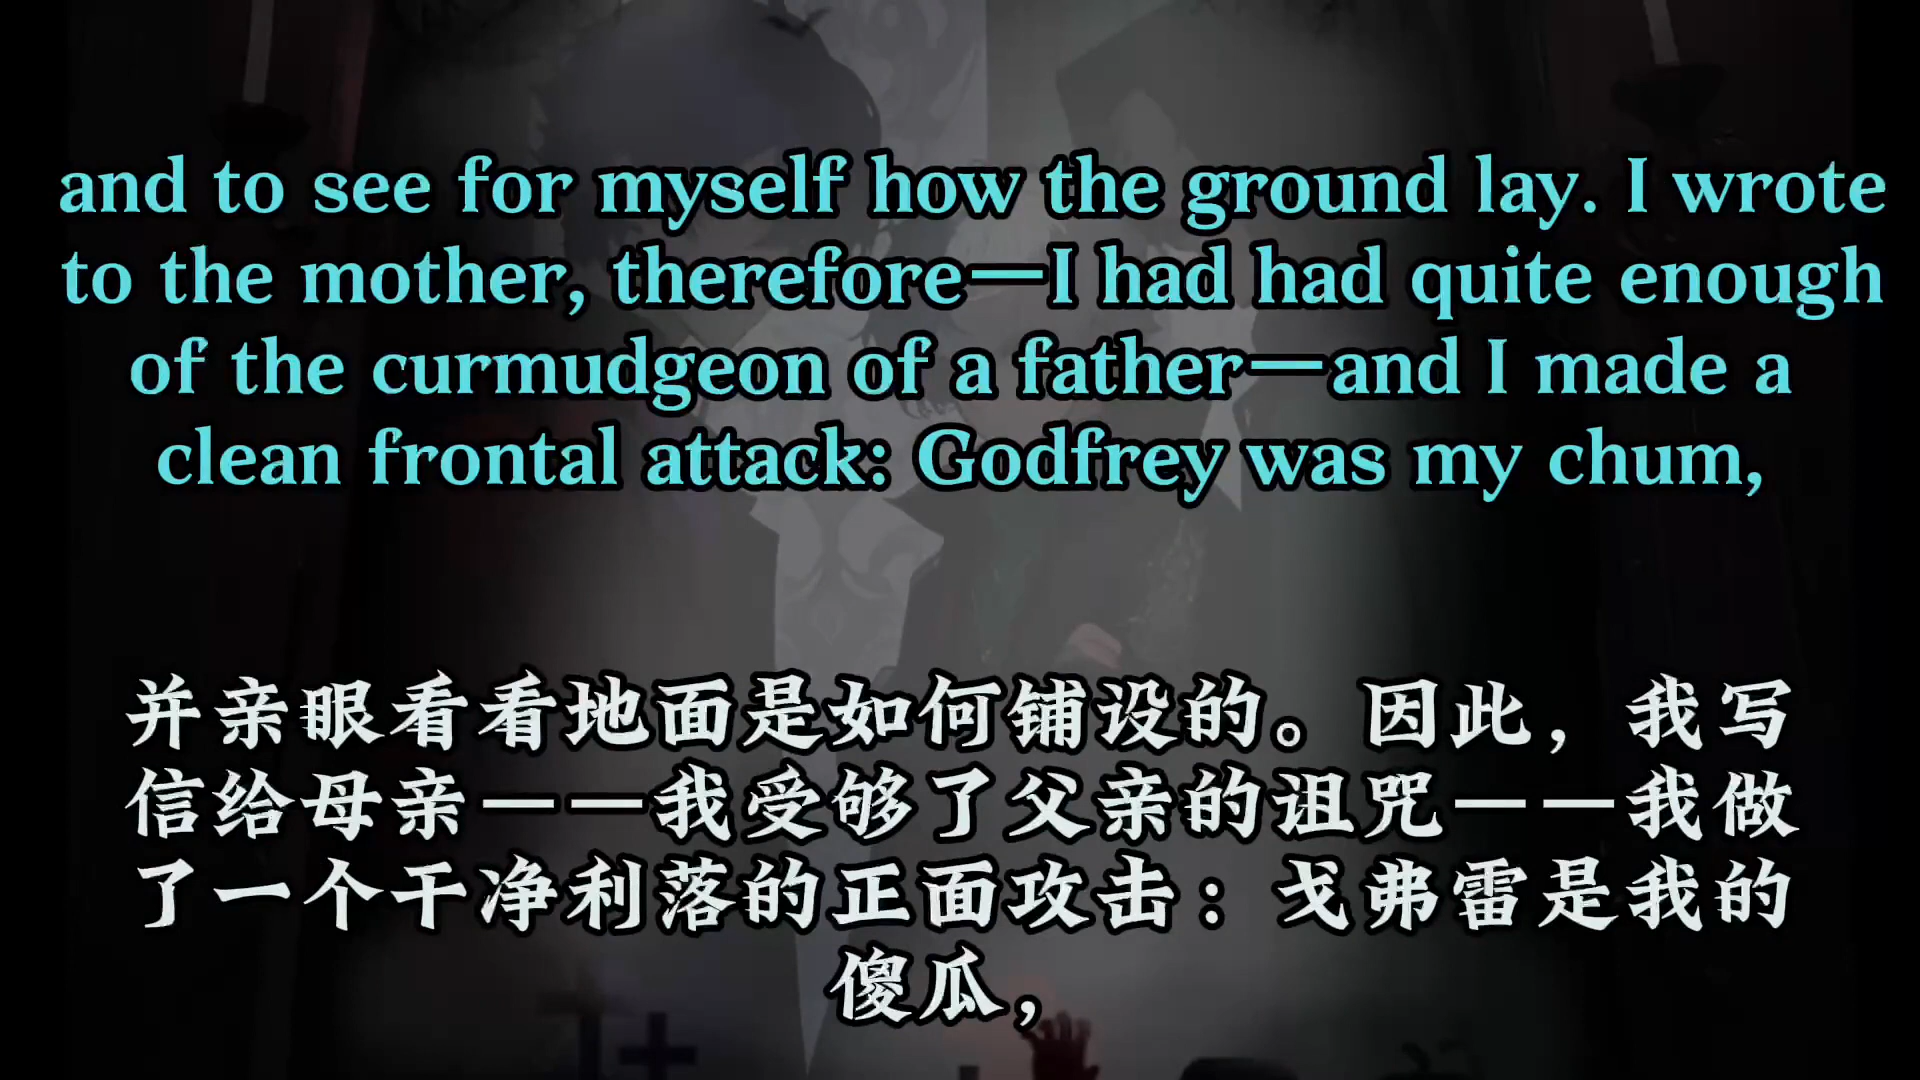 and to see for myself how the ground lay. I wrote
to the mother, therefore—I had had quite enough
of the curmudgeon of a father—and I made a
clean frontal attack: Godfrey was my chum,
并亲眼看看地面是如何铺设的。因此，我写
信给母亲——我受够了父亲的诅咒——我做
了一个干净利落的正面攻击：戈弗雷是我的
傻瓜，